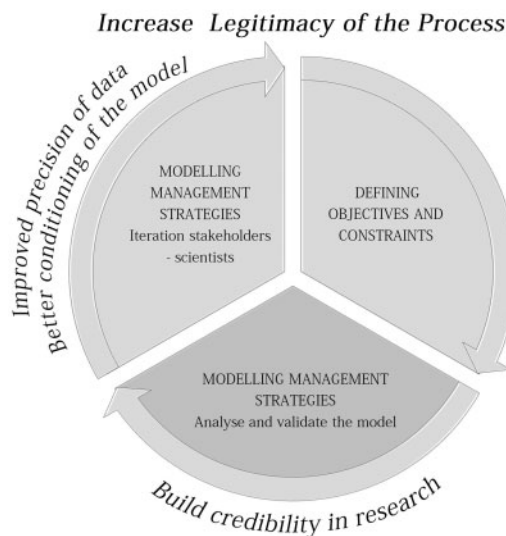 Increase Legitimacy of the Process
Improved precision of data
Better conditioning of the model
MODELLING
MANAGEMENT
STRATEGIES
Iteration stakeholders
- scientists
DEFINING
OBJECTIVES AND
CONSTRAINTS
MODELLING MANAGEMENT
STRATEGIES
Analyse and validate the model
Build credibility in research